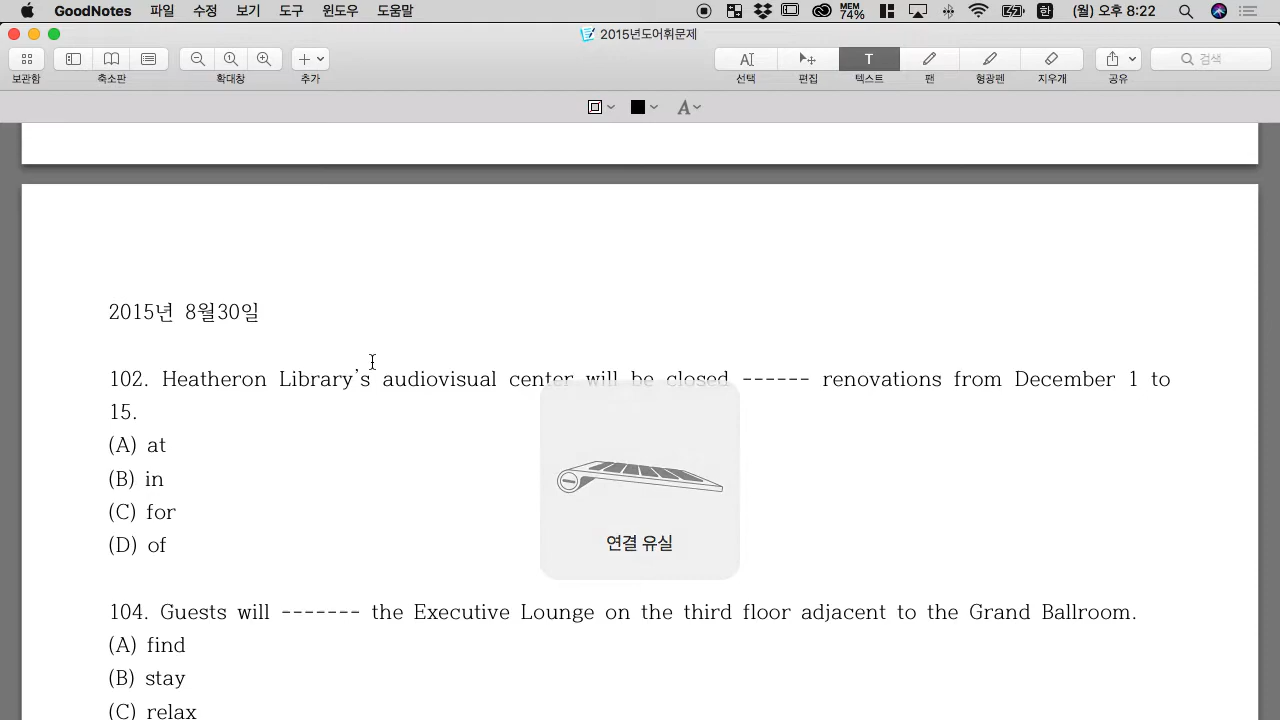 GoodNotes 파일 수정 보기 도구 윈도우 도움말 MEM 74% 한 (월) 오후 8:22
2015년도어휘문제
보관함 축소판 확대창 추가 선택 편집 텍스트 펜 형광펜 지우개 공유 검색
2015년 8월30일
102. Heatheron Library's audiovisual center will be closed ------ renovations from December 1 to
15.
(A) at
(B) in
(C) for
(D) of
연결 유실
104. Guests will ------- the Executive Lounge on the third floor adjacent to the Grand Ballroom.
(A) find
(B) stay
(C) relax